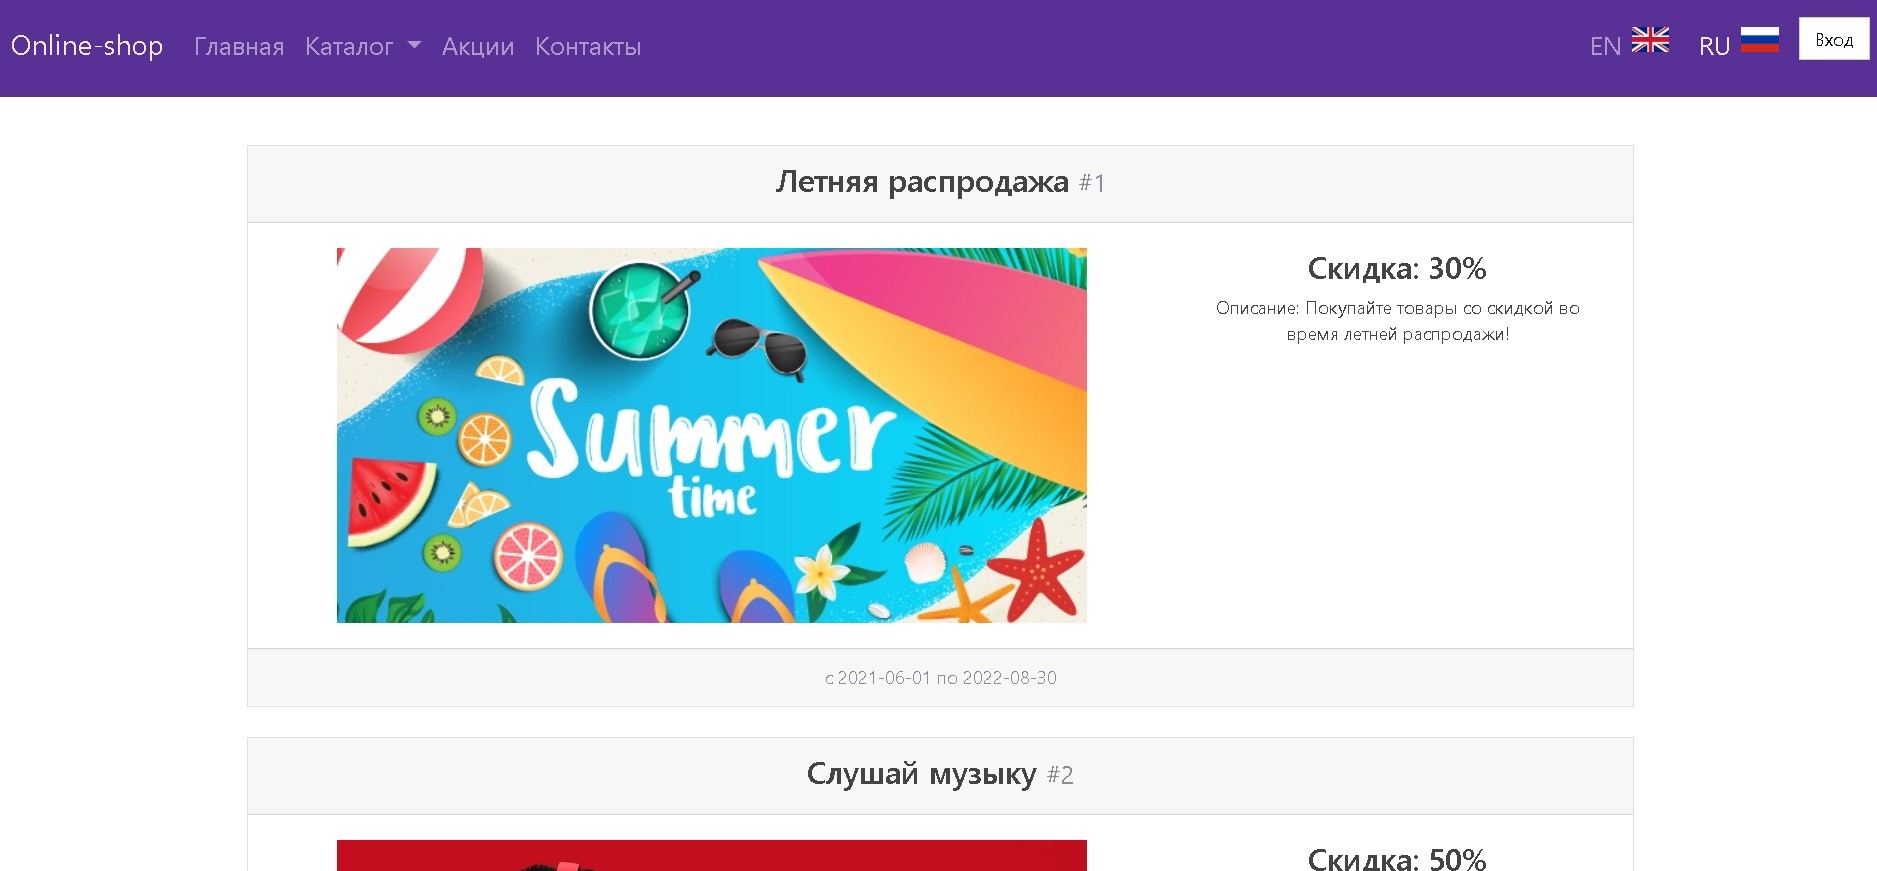 Online-shop Главная Каталог Акции Контакты EN RU Вход
Летняя распродажа #1
Summer
time
Скидка: 30%
Описание: Покупайте товары со скидкой во
время летней распродажи!
с 2021-06-01 по 2022-08-30
Слушай музыку #2
Скидка: 50%